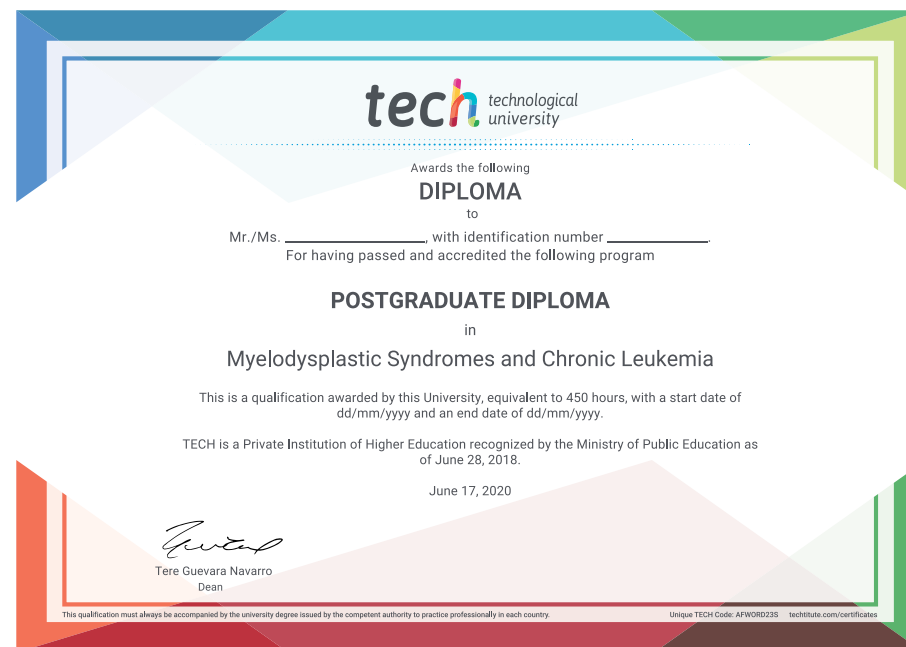 tech technological
university
Awards the following
DIPLOMA
to
Mr./Ms. ____________, with identification number ____________.
For having passed and accredited the following program
POSTGRADUATE DIPLOMA
in
Myelodysplastic Syndromes and Chronic Leukemia
This is a qualification awarded by this University, equivalent to 450 hours, with a start date of
dd/mm/yyyy and an end date of dd/mm/yyyy.
TECH is a Private Institution of Higher Education recognized by the Ministry of Public Education as
of June 28, 2018.
June 17, 2020
Tere Guevara Navarro
Dean
This qualification must always be accompanied by the university degree issued by the competent authority to practice professionally in each country.
Unique TECH Code: AFWORD23S techtitute.com/certificates